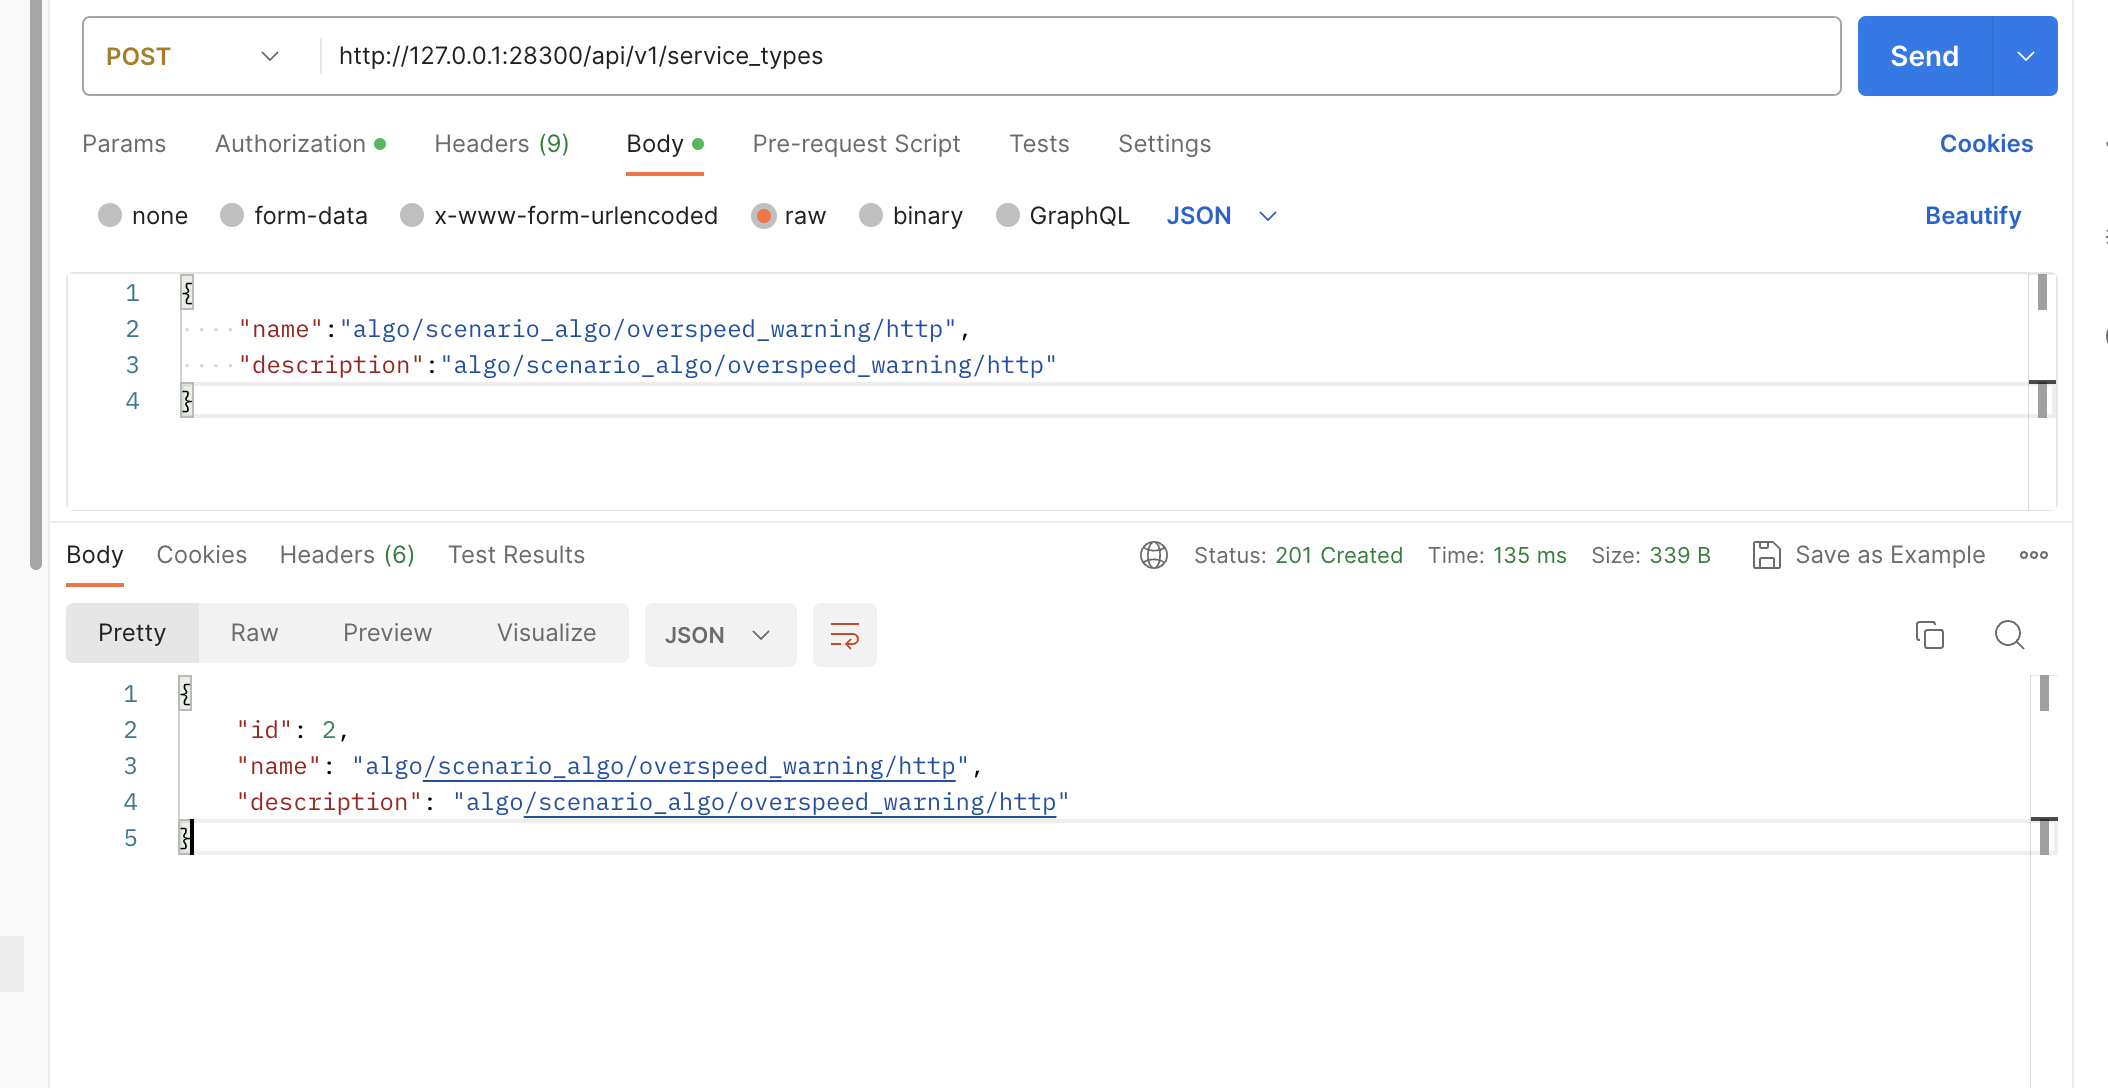 POST http://127.0.0.1:28300/api/v1/service_types Send
Params Authorization Headers (9) Body Pre-request Script Tests Settings Cookies
none form-data x-www-form-urlencoded raw binary GraphQL JSON Beautify
1 {
2 "name":"algo/scenario_algo/overspeed_warning/http",
3 "description":"algo/scenario_algo/overspeed_warning/http"
4 }
Body Cookies Headers (6) Test Results Status: 201 Created Time: 135 ms Size: 339 B Save as Example
Pretty Raw Preview Visualize JSON
1 {
2 "id": 2,
3 "name": "algo/scenario_algo/overspeed_warning/http",
4 "description": "algo/scenario_algo/overspeed_warning/http"
5 }